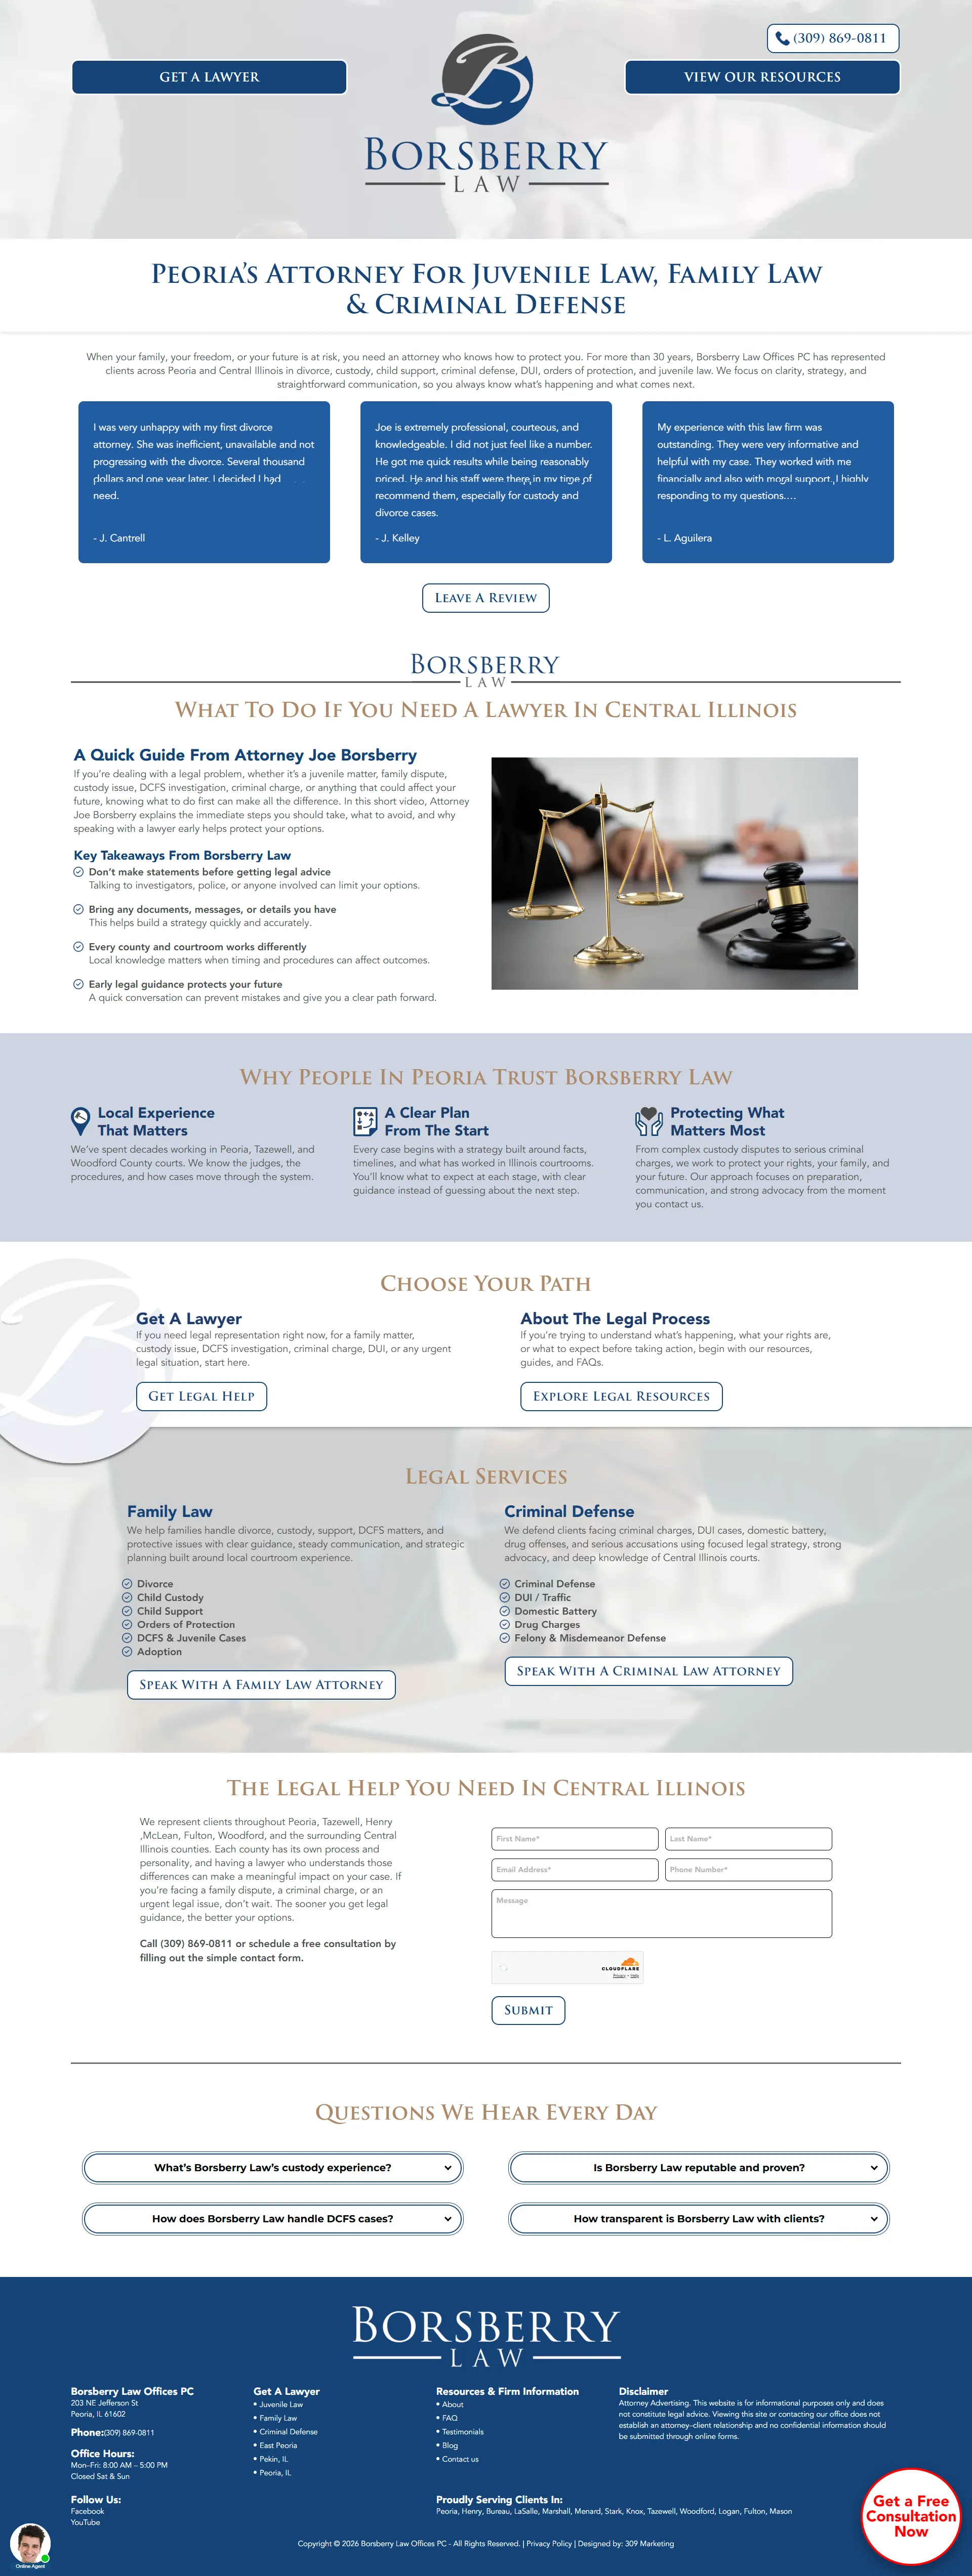 (309) 869-0811
GET A LAWYER
VIEW OUR RESOURCES
BORSBERRY
LAW
PEORIA'S ATTORNEY FOR JUVENILE LAW, FAMILY LAW
& CRIMINAL DEFENSE
When your family, your freedom, or your future is at risk, you need an attorney who knows how to protect you. For more than 30 years, Borsberry Law Offices PC has represented
clients across Peoria and Central Illinois in divorce, custody, child support, criminal defense, DUI, orders of protection, and juvenile law. We focus on clarity, strategy, and
straightforward communication, so you always know what's happening and what comes next.
I was very unhappy with my first divorce
attorney. She was inefficient, unavailable and not
progressing with the divorce. Several thousand
dollars and one year later, I decided I had
need.
- J. Cantrell
Joe is extremely professional, courteous, and
knowledgeable. I did not just feel like a number.
He got me quick results while being reasonably
priced. He and his staff were there in my time of
recommend them, especially for custody and
divorce cases.
- J. Kelley
My experience with this law firm was
outstanding. They were very informative and
helpful with my case. They worked with me
financially and also with moral support. I highly
responding to my questions....
- L. Aguilera
LEAVE A REVIEW
BORSBERRY
LAW
WHAT TO DO IF YOU NEED A LAWYER IN CENTRAL ILLINOIS
A Quick Guide From Attorney Joe Borsberry
If you're dealing with a legal problem, whether it's a juvenile matter, family dispute,
custody issue, DCFS investigation, criminal charge, or anything that could affect your
future, knowing what to do first can make all the difference. In this short video, Attorney
Joe Borsberry explains the immediate steps you should take, what to avoid, and why
speaking with a lawyer early helps protect your options.
Key Takeaways From Borsberry Law
Don't make statements before getting legal advice
Talking to investigators, police, or anyone involved can limit your options.
Bring any documents, messages, or details you have
This helps build a strategy quickly and accurately.
Every county and courtroom works differently
Local knowledge matters when timing and procedures can affect outcomes.
Early legal guidance protects your future
A quick conversation can prevent mistakes and give you a clear path forward.
WHY PEOPLE IN PEORIA TRUST BORSBERRY LAW
Local Experience
That Matters
We've spent decades working in Peoria, Tazewell, and
Woodford County courts. We know the judges, the
procedures, and how cases move through the system.
A Clear Plan
From The Start
Every case begins with a strategy built around facts,
timelines, and what has worked in Illinois courtrooms.
You'll know what to expect at each stage, with clear
guidance instead of guessing about the next step.
Protecting What
Matters Most
From complex custody disputes to serious criminal
charges, we work to protect your rights, your family, and
your future. Our approach focuses on preparation,
communication, and strong advocacy from the moment
you contact us.
CHOOSE YOUR PATH
Get A Lawyer
If you need legal representation right now, for a family matter,
custody issue, DCFS investigation, criminal charge, DUI, or any urgent
legal situation, start here.
GET LEGAL HELP
About The Legal Process
If you're trying to understand what's happening, what your rights are,
or what to expect before taking action, begin with our resources,
guides, and FAQs.
EXPLORE LEGAL RESOURCES
LEGAL SERVICES
Family Law
We help families handle divorce, custody, support, DCFS matters, and
protective issues with clear guidance, steady communication, and strategic
planning built around local courtroom experience.
Divorce
Child Custody
Child Support
Orders of Protection
DCFS & Juvenile Cases
Adoption
SPEAK WITH A FAMILY LAW ATTORNEY
Criminal Defense
We defend clients facing criminal charges, DUI cases, domestic battery,
drug offenses, and serious accusations using focused legal strategy, strong
advocacy, and deep knowledge of Central Illinois courts.
Criminal Defense
DUI / Traffic
Domestic Battery
Drug Charges
Felony & Misdemeanor Defense
SPEAK WITH A CRIMINAL LAW ATTORNEY
THE LEGAL HELP YOU NEED IN CENTRAL ILLINOIS
We represent clients throughout Peoria, Tazewell, Henry
,McLean, Fulton, Woodford, and the surrounding Central
Illinois counties. Each county has its own process and
personality, and having a lawyer who understands those
differences can make a meaningful impact on your case. If
you're facing a family dispute, a criminal charge, or an
urgent legal issue, don't wait. The sooner you get legal
guidance, the better your options.
Call (309) 869-0811 or schedule a free consultation by
filling out the simple contact form.
First Name*
Last Name*
Email Address*
Phone Number*
Message
CLOUDFLARE
Privacy • Help
SUBMIT
QUESTIONS WE HEAR EVERY DAY
What's Borsberry Law's custody experience?
Is Borsberry Law reputable and proven?
How does Borsberry Law handle DCFS cases?
How transparent is Borsberry Law with clients?
BORSBERRY
LAW
Borsberry Law Offices PC
203 NE Jefferson St
Peoria, IL 61602
Phone:(309) 869-0811
Office Hours:
Mon–Fri: 8:00 AM – 5:00 PM
Closed Sat & Sun
Follow Us:
Facebook
YouTube
Get A Lawyer
• Juvenile Law
• Family Law
• Criminal Defense
• East Peoria
• Pekin, IL
• Peoria, IL
Resources & Firm Information
• About
• FAQ
• Testimonials
• Blog
• Contact us
Disclaimer
Attorney Advertising. This website is for informational purposes only and does
not constitute legal advice. Viewing this site or contacting our office does not
establish an attorney–client relationship and no confidential information should
be submitted through online forms.
Proudly Serving Clients In:
Peoria, Henry, Bureau, LaSalle, Marshall, Menard, Stark, Knox, Tazewell, Woodford, Logan, Fulton, Mason
Get a Free
Consultation
Now
Online Agent
Copyright © 2026 Borsberry Law Offices PC - All Rights Reserved. | Privacy Policy | Designed by: 309 Marketing